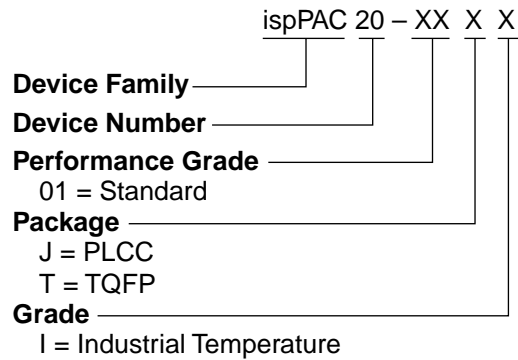 ispPAC 20 – XX X X
Device Family
Device Number
Performance Grade
01 = Standard
Package
J = PLCC
T = TQFP
Grade
I = Industrial Temperature